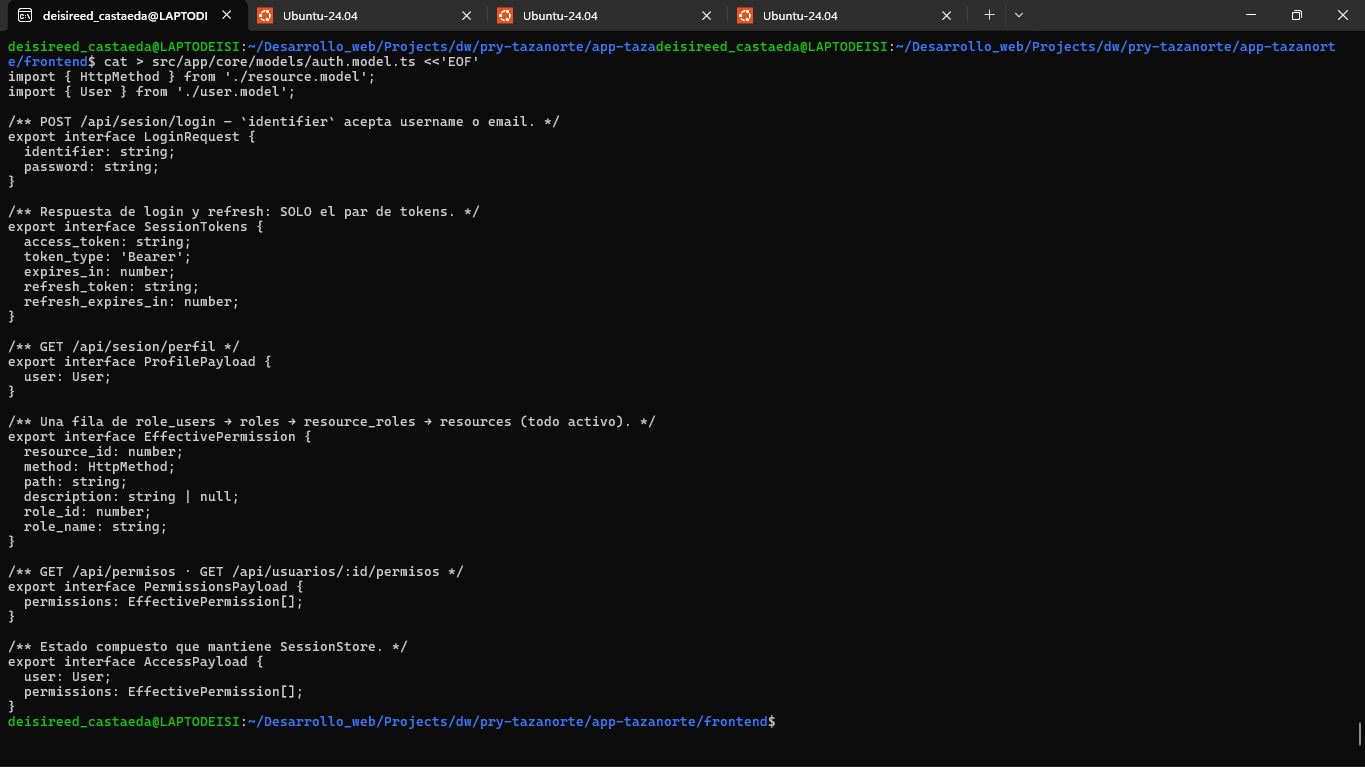 deisireed_castaeda@LAPTODI
Ubuntu-24.04
Ubuntu-24.04
Ubuntu-24.04
deisireed_castaeda@LAPTODEISI:~/Desarrollo_web/Projects/dw/pry-tazanorte/app-tazadeisireed_castaeda@LAPTODEISI:~/Desarrollo_web/Projects/dw/pry-tazanorte/app-tazanort
e/frontend$ cat > src/app/core/models/auth.model.ts <<'EOF'
import { HttpMethod } from './resource.model';
import { User } from './user.model';

/** POST /api/sesion/login — `identifier` acepta username o email. */
export interface LoginRequest {
  identifier: string;
  password: string;
}

/** Respuesta de login y refresh: SOLO el par de tokens. */
export interface SessionTokens {
  access_token: string;
  token_type: 'Bearer';
  expires_in: number;
  refresh_token: string;
  refresh_expires_in: number;
}

/** GET /api/sesion/perfil */
export interface ProfilePayload {
  user: User;
}

/** Una fila de role_users → roles → resource_roles → resources (todo activo). */
export interface EffectivePermission {
  resource_id: number;
  method: HttpMethod;
  path: string;
  description: string | null;
  role_id: number;
  role_name: string;
}

/** GET /api/permisos · GET /api/usuarios/:id/permisos */
export interface PermissionsPayload {
  permissions: EffectivePermission[];
}

/** Estado compuesto que mantiene SessionStore. */
export interface AccessPayload {
  user: User;
  permissions: EffectivePermission[];
}
deisireed_castaeda@LAPTODEISI:~/Desarrollo_web/Projects/dw/pry-tazanorte/app-tazanorte/frontend$